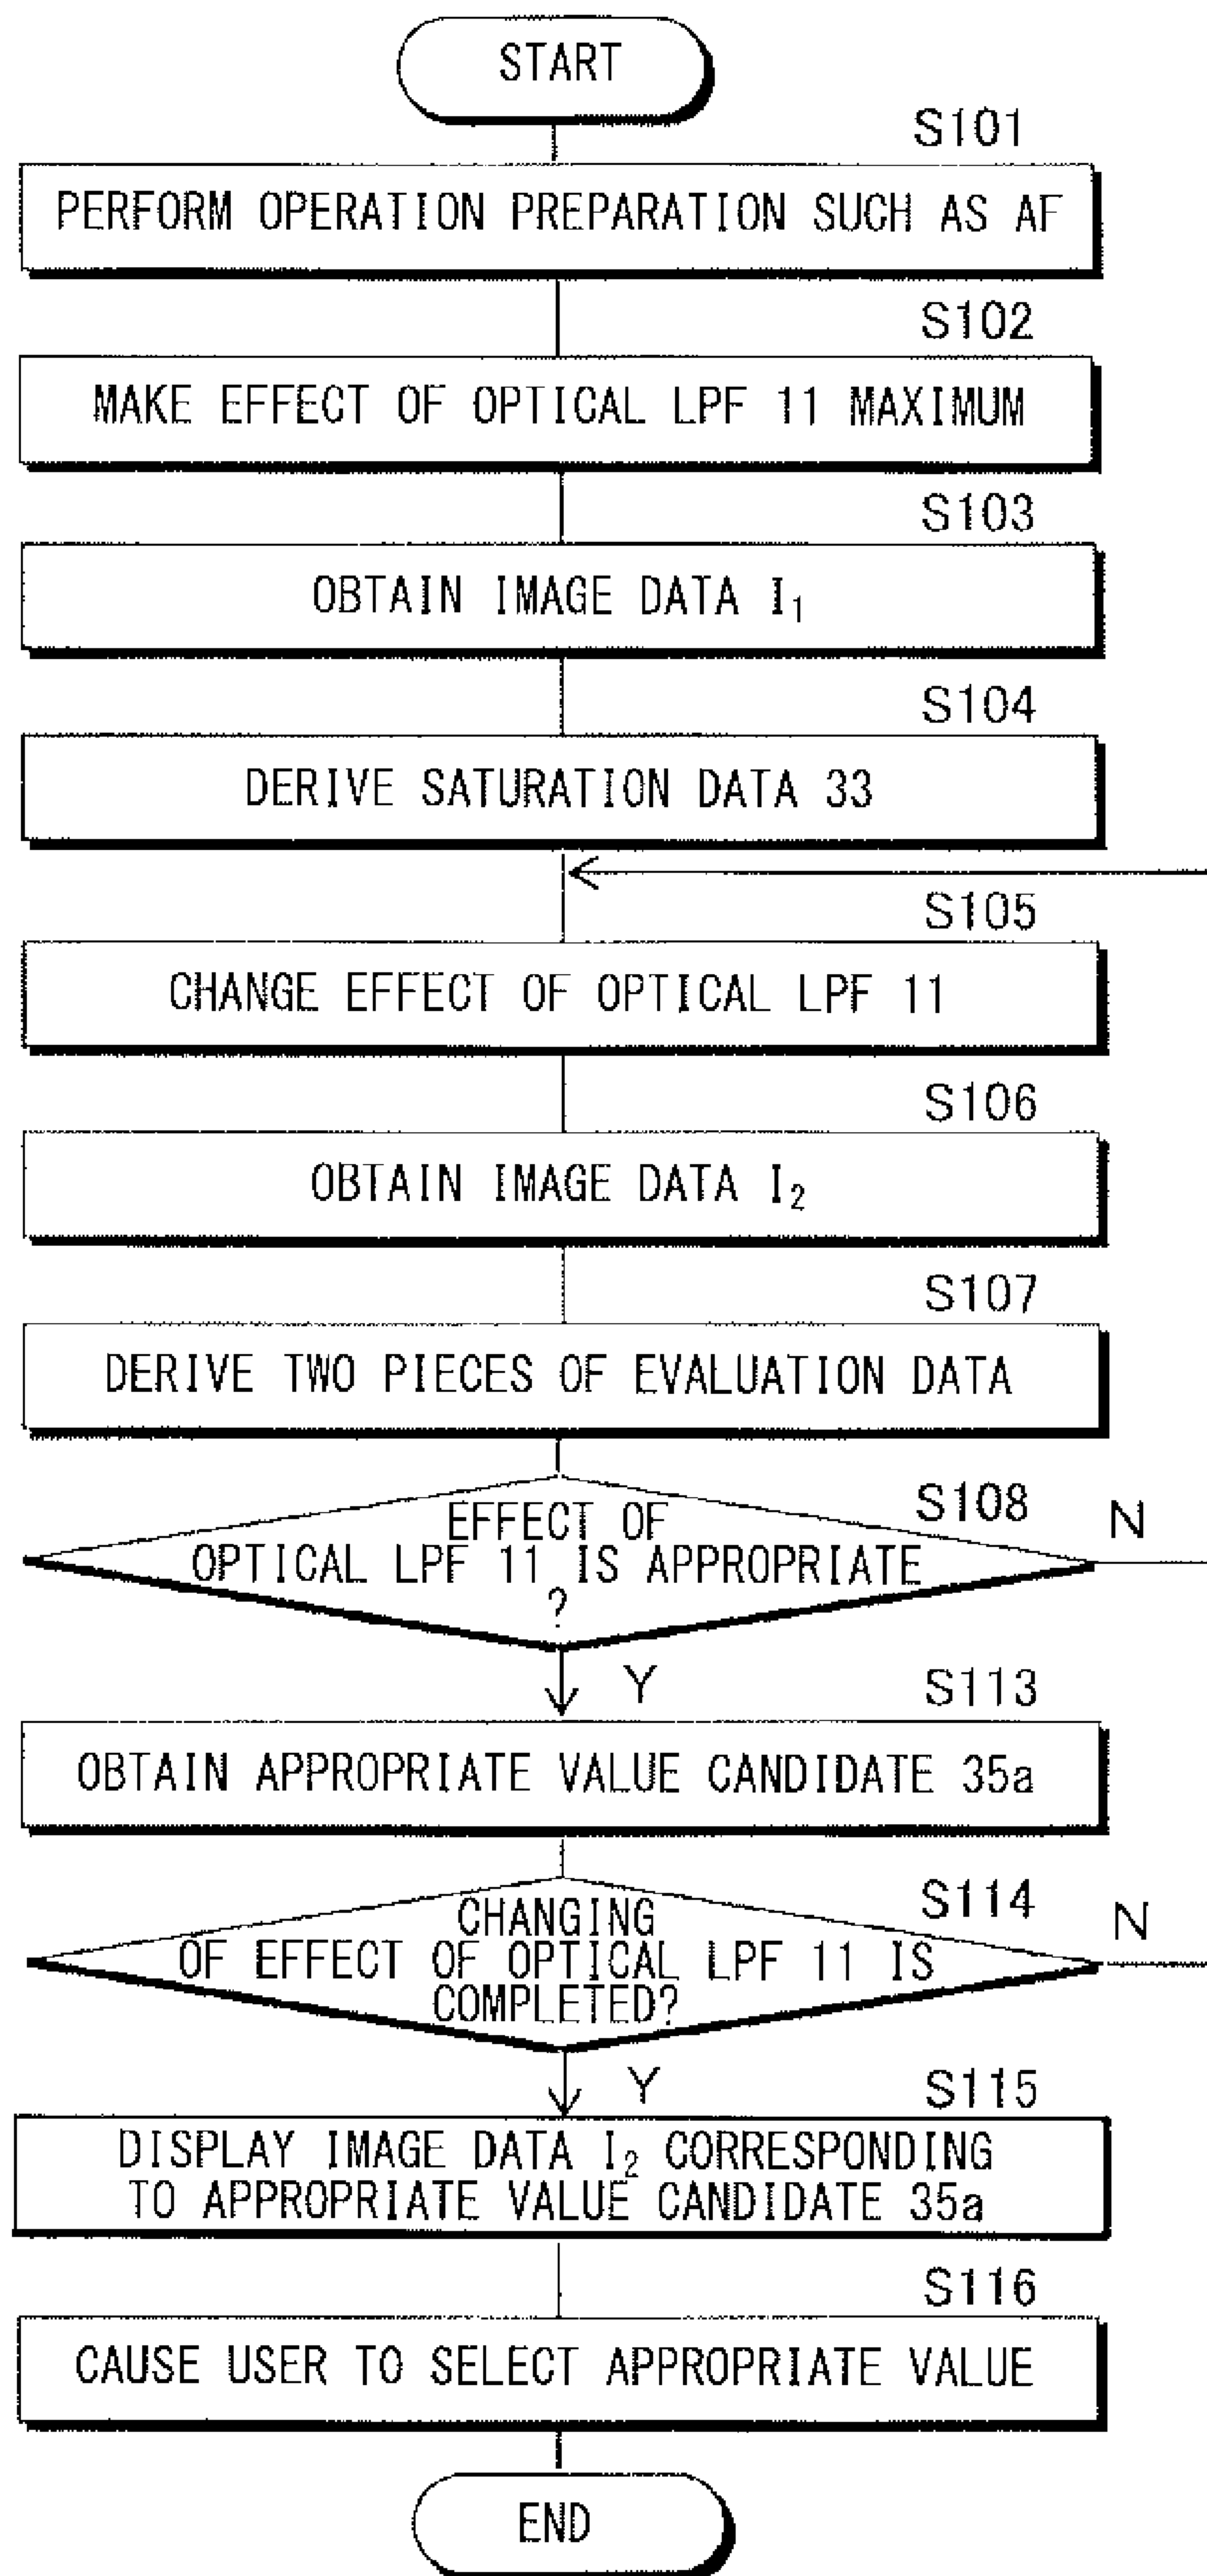 START
S101
PERFORM OPERATION PREPARATION SUCH AS AF
S102
MAKE EFFECT OF OPTICAL LPF 11 MAXIMUM
S103
OBTAIN IMAGE DATA I₁
S104
DERIVE SATURATION DATA 33
S105
CHANGE EFFECT OF OPTICAL LPF 11
S106
OBTAIN IMAGE DATA I₂
S107
DERIVE TWO PIECES OF EVALUATION DATA
S108
N
EFFECT OF
OPTICAL LPF 11 IS APPROPRIATE
?
Y
S113
OBTAIN APPROPRIATE VALUE CANDIDATE 35a
S114
N
CHANGING
OF EFFECT OF OPTICAL LPF 11 IS
COMPLETED?
Y
S115
DISPLAY IMAGE DATA I₂ CORRESPONDING
TO APPROPRIATE VALUE CANDIDATE 35a
S116
CAUSE USER TO SELECT APPROPRIATE VALUE
END